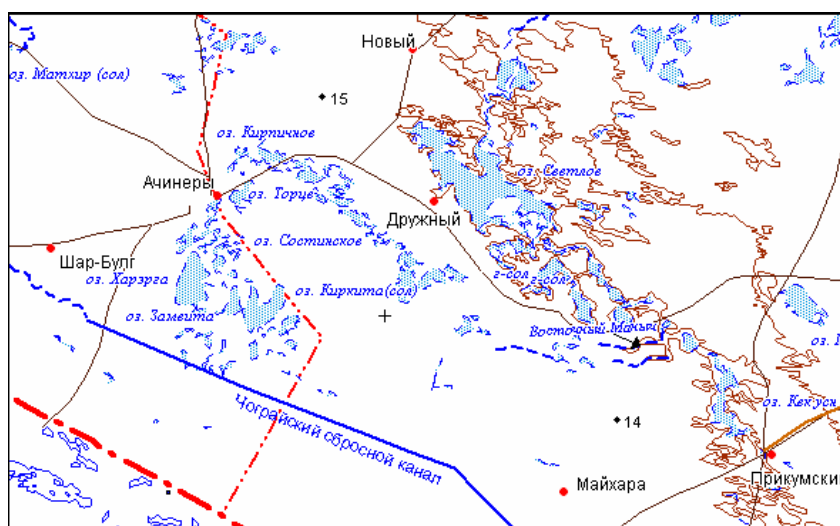 Новый
оз. Матхир (сол)
15
оз. Кирпичное
оз. Светлое
Ачинеры
оз. Торце
Дружный
оз. Состинское
Шар-Булг
оз. Харзрга
г-сол
г-сол
оз. Киркита(сол)
оз. Замеита
Восточный Маныч
оз.
оз. Кек усн
Чограйский сбросной канал
14
Майхара
Прикумски